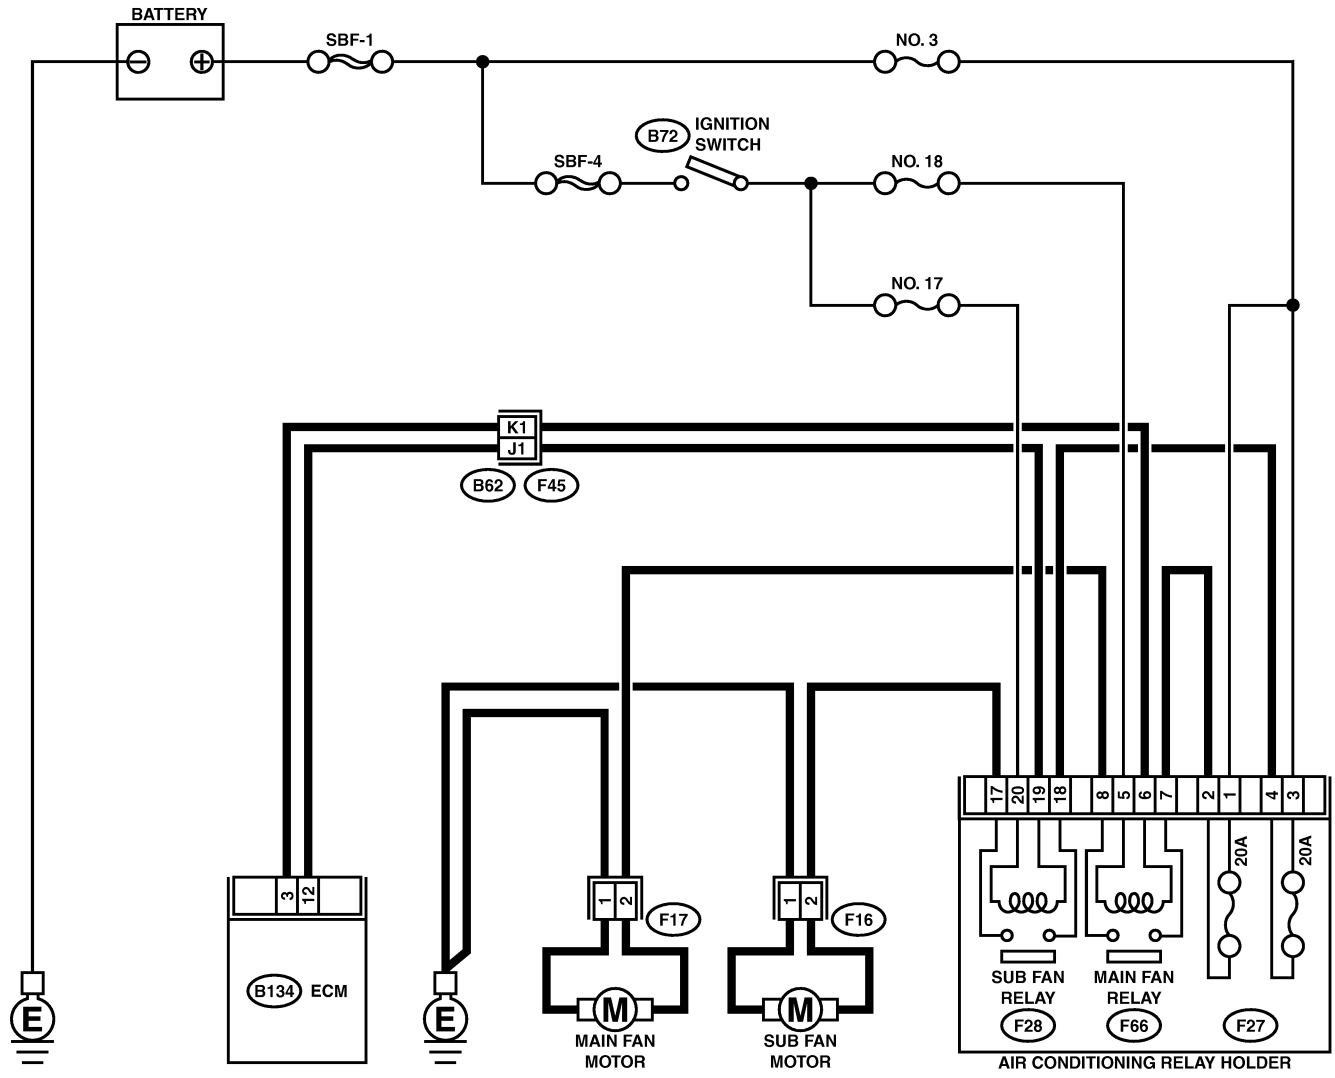 BATTERY
SBF-1
NO. 3
B72
IGNITION
SWITCH
SBF-4
NO. 18
NO. 17
K1
J1
B62
F45
17
20
19
18
8
5
6
7
2
1
4
3
20A
20A
3
12
1
2
F17
1
2
F16
B134
ECM
E
E
M
M
MAIN FAN
MOTOR
SUB FAN
MOTOR
SUB FAN
RELAY
F28
MAIN FAN
RELAY
F66
F27
AIR CONDITIONING RELAY HOLDER